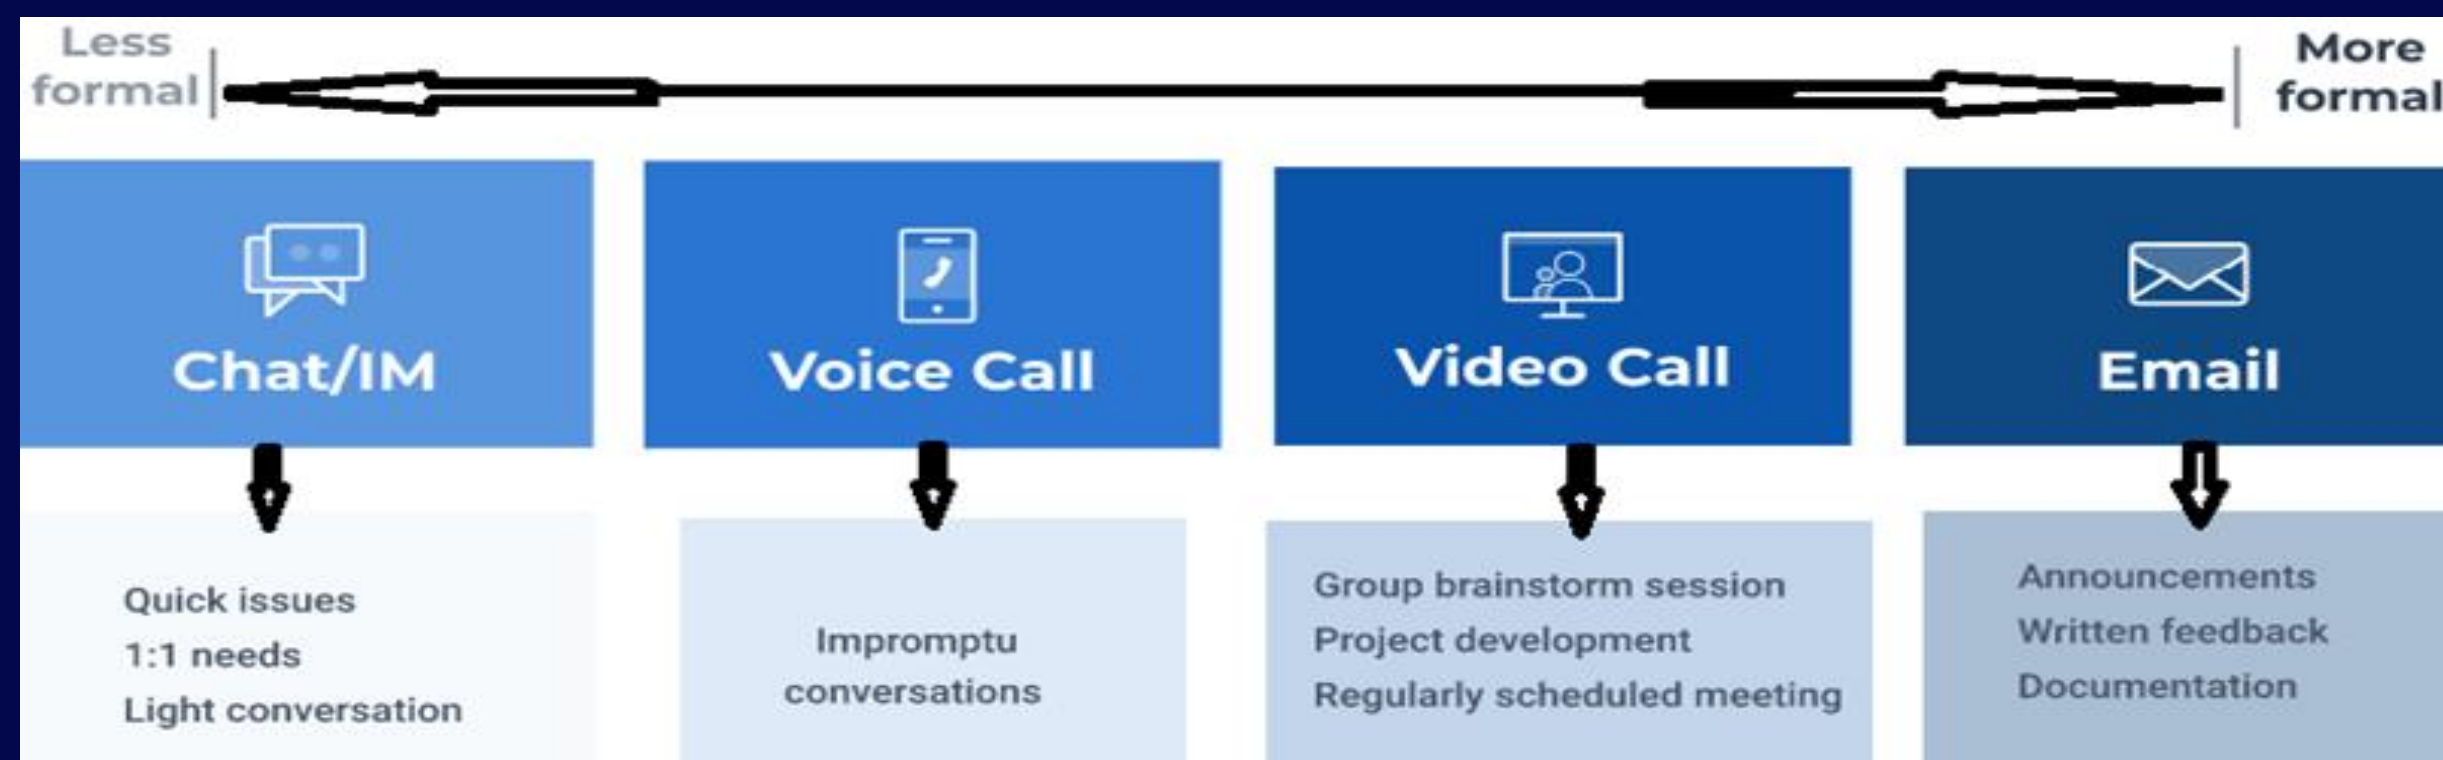 Less
formal
More
formal
Chat/IM
Voice Call
Video Call
Email
Quick issues
1:1 needs
Light conversation
Impromptu
conversations
Group brainstorm session
Project development
Regularly scheduled meeting
Announcements
Written feedback
Documentation